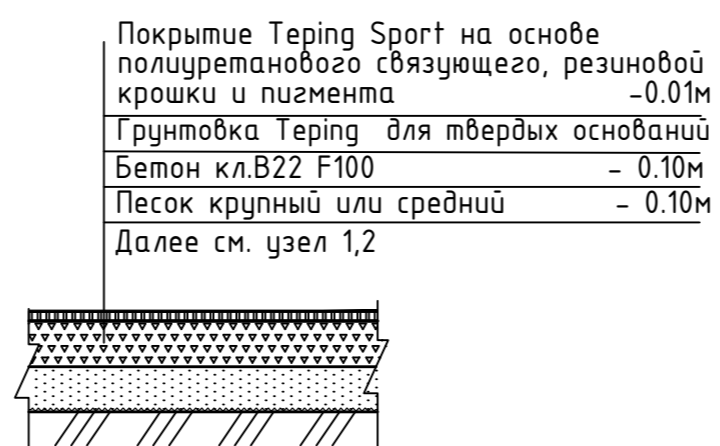 Покрытие Teping Sport на основе
полиуретанового связующего, резиновой
крошки и пигмента -0.01м
Грунтовка Teping для твердых оснований
Бетон кл.В22 F100 - 0.10м
Песок крупный или средний - 0.10м
Далее см. узел 1,2